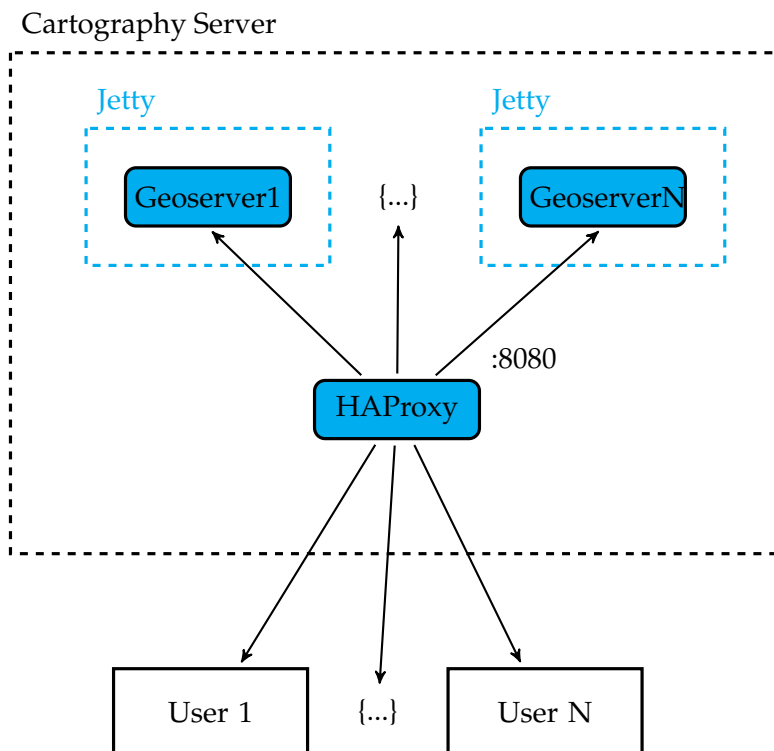 Cartography Server
Jetty
Jetty
Geoserver1
{...}
GeoserverN
:8080
HAProxy
User 1
{...}
User N